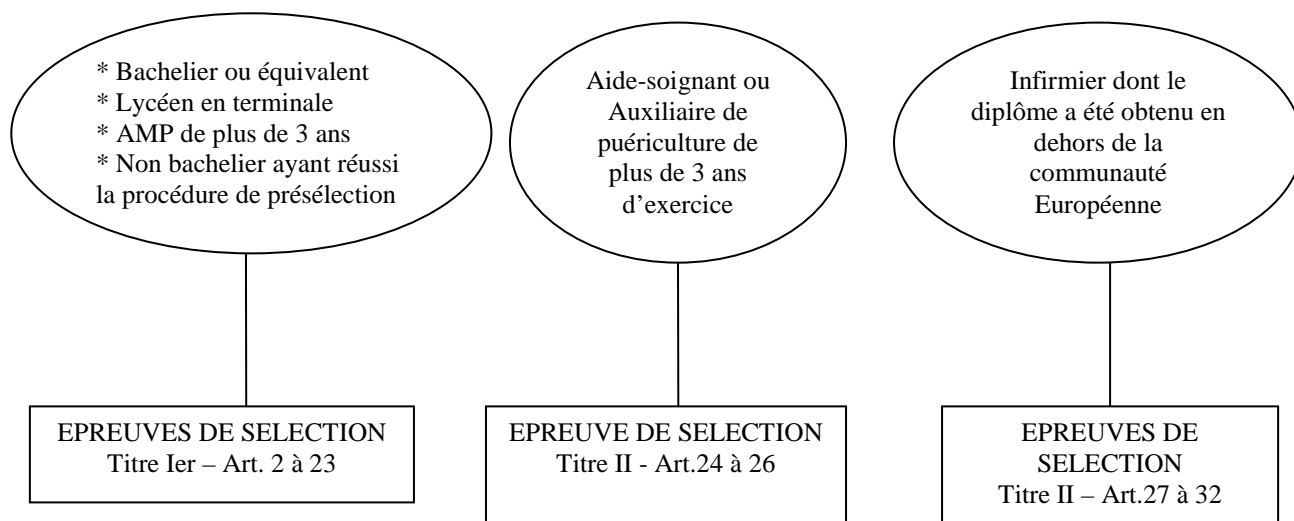 * Bachelier ou équivalent
* Lycéen en terminale
* AMP de plus de 3 ans
* Non bachelier ayant réussi
la procédure de présélection
Aide-soignant ou
Auxiliaire de
puériculture de
plus de 3 ans
d’exercice
Infirmier dont le
diplôme a été obtenu en
dehors de la
communauté
Européenne
EPREUVES DE SELECTION
Titre Ier – Art. 2 à 23
EPREUVE DE SELECTION
Titre II - Art.24 à 26
EPREUVES DE
SELECTION
Titre II – Art.27 à 32